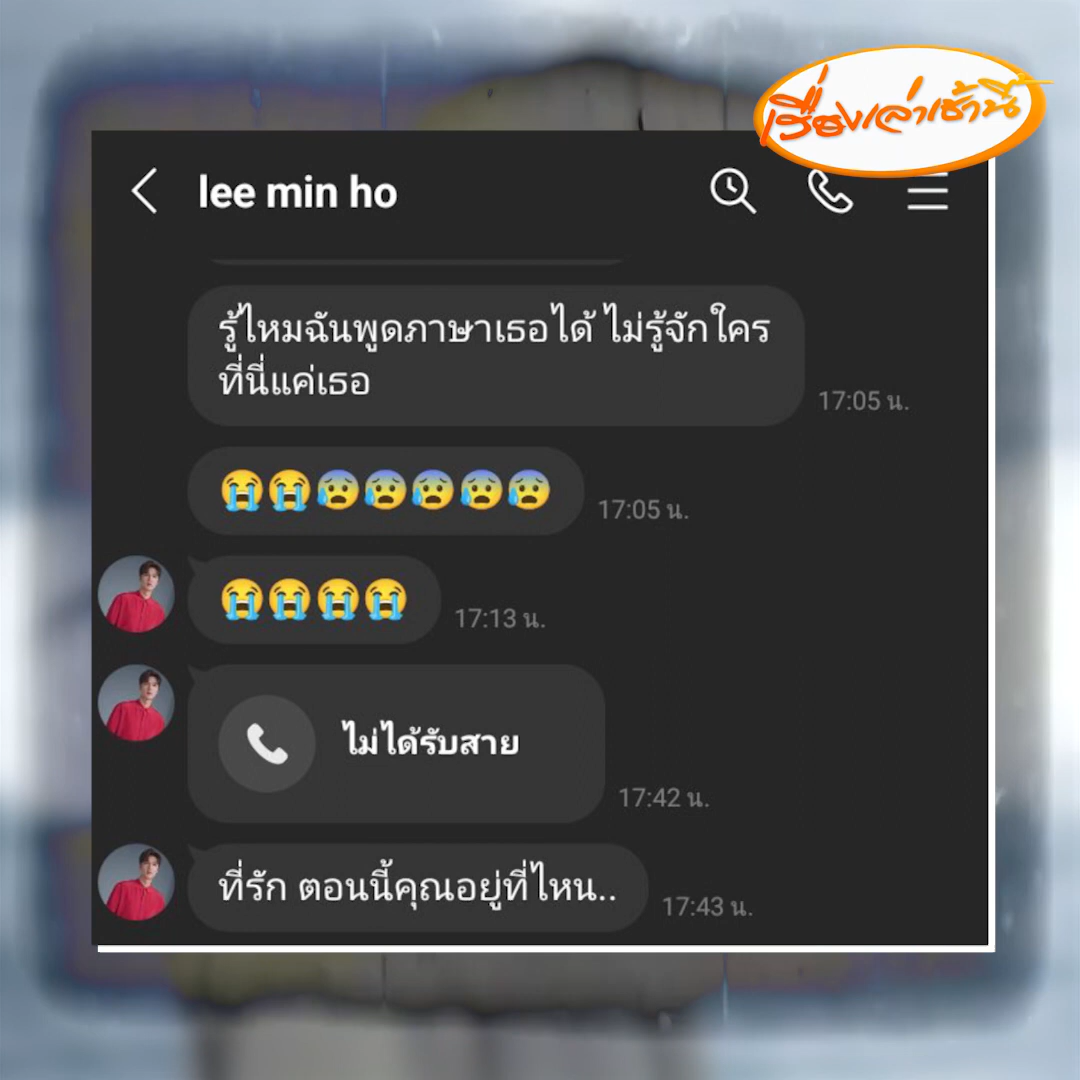 เรื่องเล่าเช้านี้
lee min ho
รู้ไหมฉันพูดภาษาเธอได้ ไม่รู้จักใคร
ที่นี่แค่เธอ
17:05 น.
😭😭😰😰😰😰😰
17:05 น.
😭😭😭😭
17:13 น.
ไม่ได้รับสาย
17:42 น.
ที่รัก ตอนนี้คุณอยู่ที่ไหน..
17:43 น.